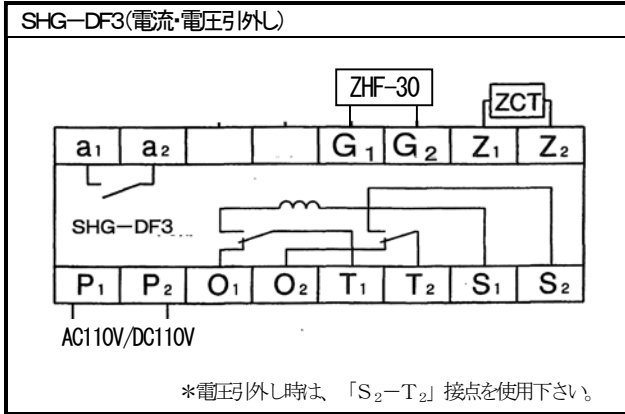 SHG-DF3(電流・電圧引外し)
ZHF-30
ZCT
a1 a2 G1 G2 Z1 Z2
SHG-DF3
P1 P2 O1 O2 T1 T2 S1 S2
AC110V/DC110V
*電圧引外し時は、「S2-T2」接点を使用下さい。